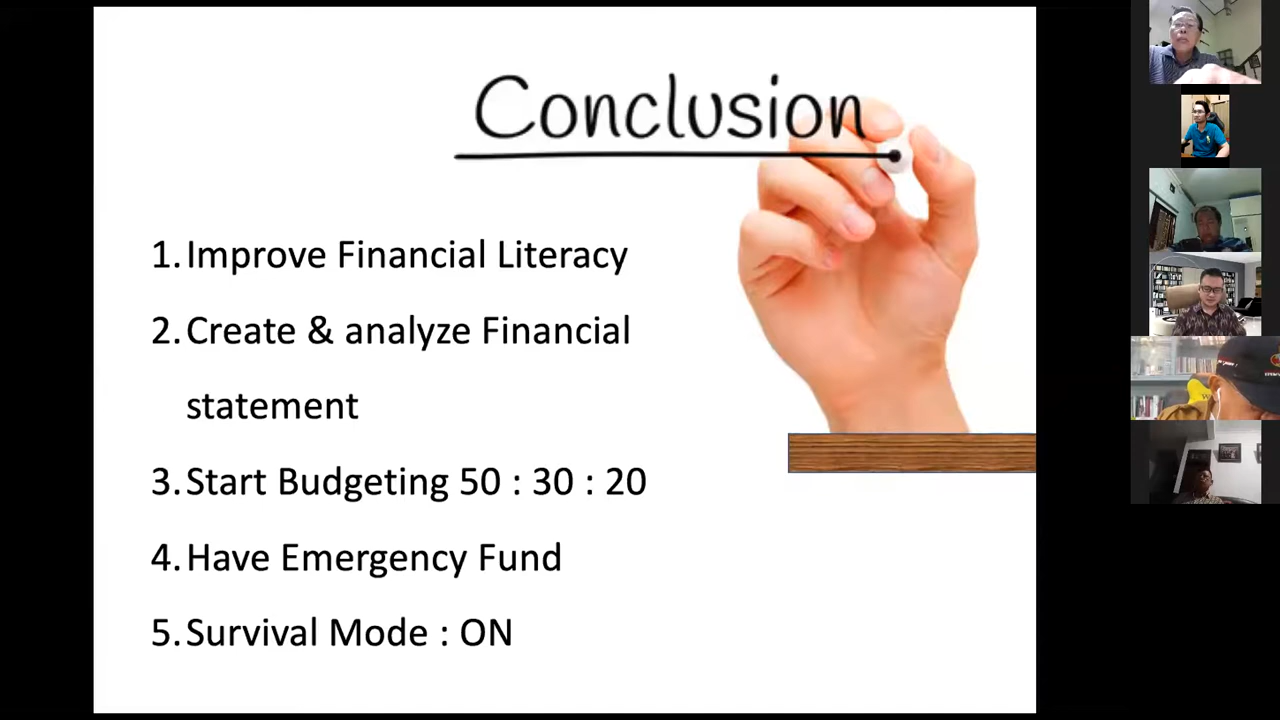 Conclusion
1. Improve Financial Literacy
2. Create & analyze Financial
statement
3. Start Budgeting 50 : 30 : 20
4. Have Emergency Fund
5. Survival Mode : ON